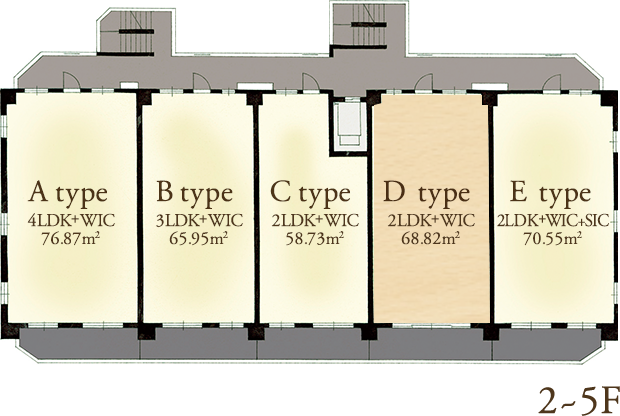 A type
4LDK+WIC
76.87m²
B type
3LDK+WIC
65.95m²
C type
2LDK+WIC
58.73m²
D type
2LDK+WIC
68.82m²
E type
2LDK+WIC+SIC
70.55m²
2~5F